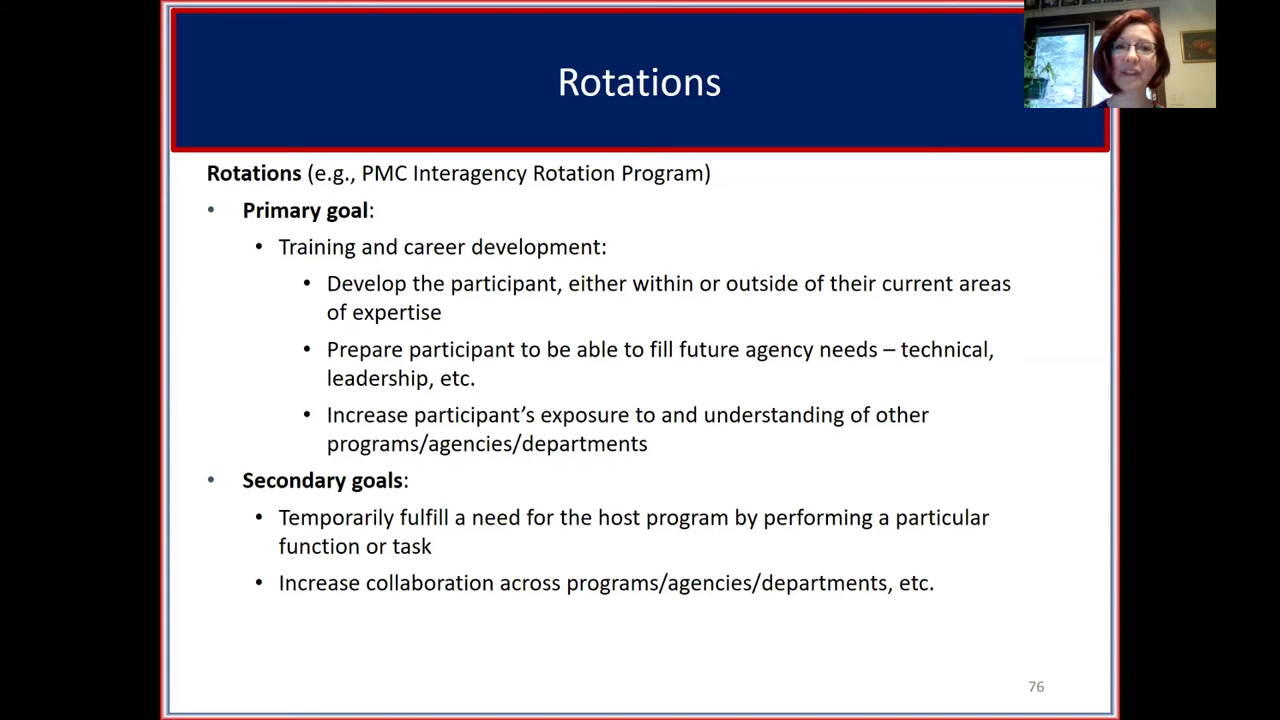 Rotations
Rotations (e.g., PMC Interagency Rotation Program)
• Primary goal:
• Training and career development:
• Develop the participant, either within or outside of their current areas
of expertise
• Prepare participant to be able to fill future agency needs – technical,
leadership, etc.
• Increase participant’s exposure to and understanding of other
programs/agencies/departments
• Secondary goals:
• Temporarily fulfill a need for the host program by performing a particular
function or task
• Increase collaboration across programs/agencies/departments, etc.
76